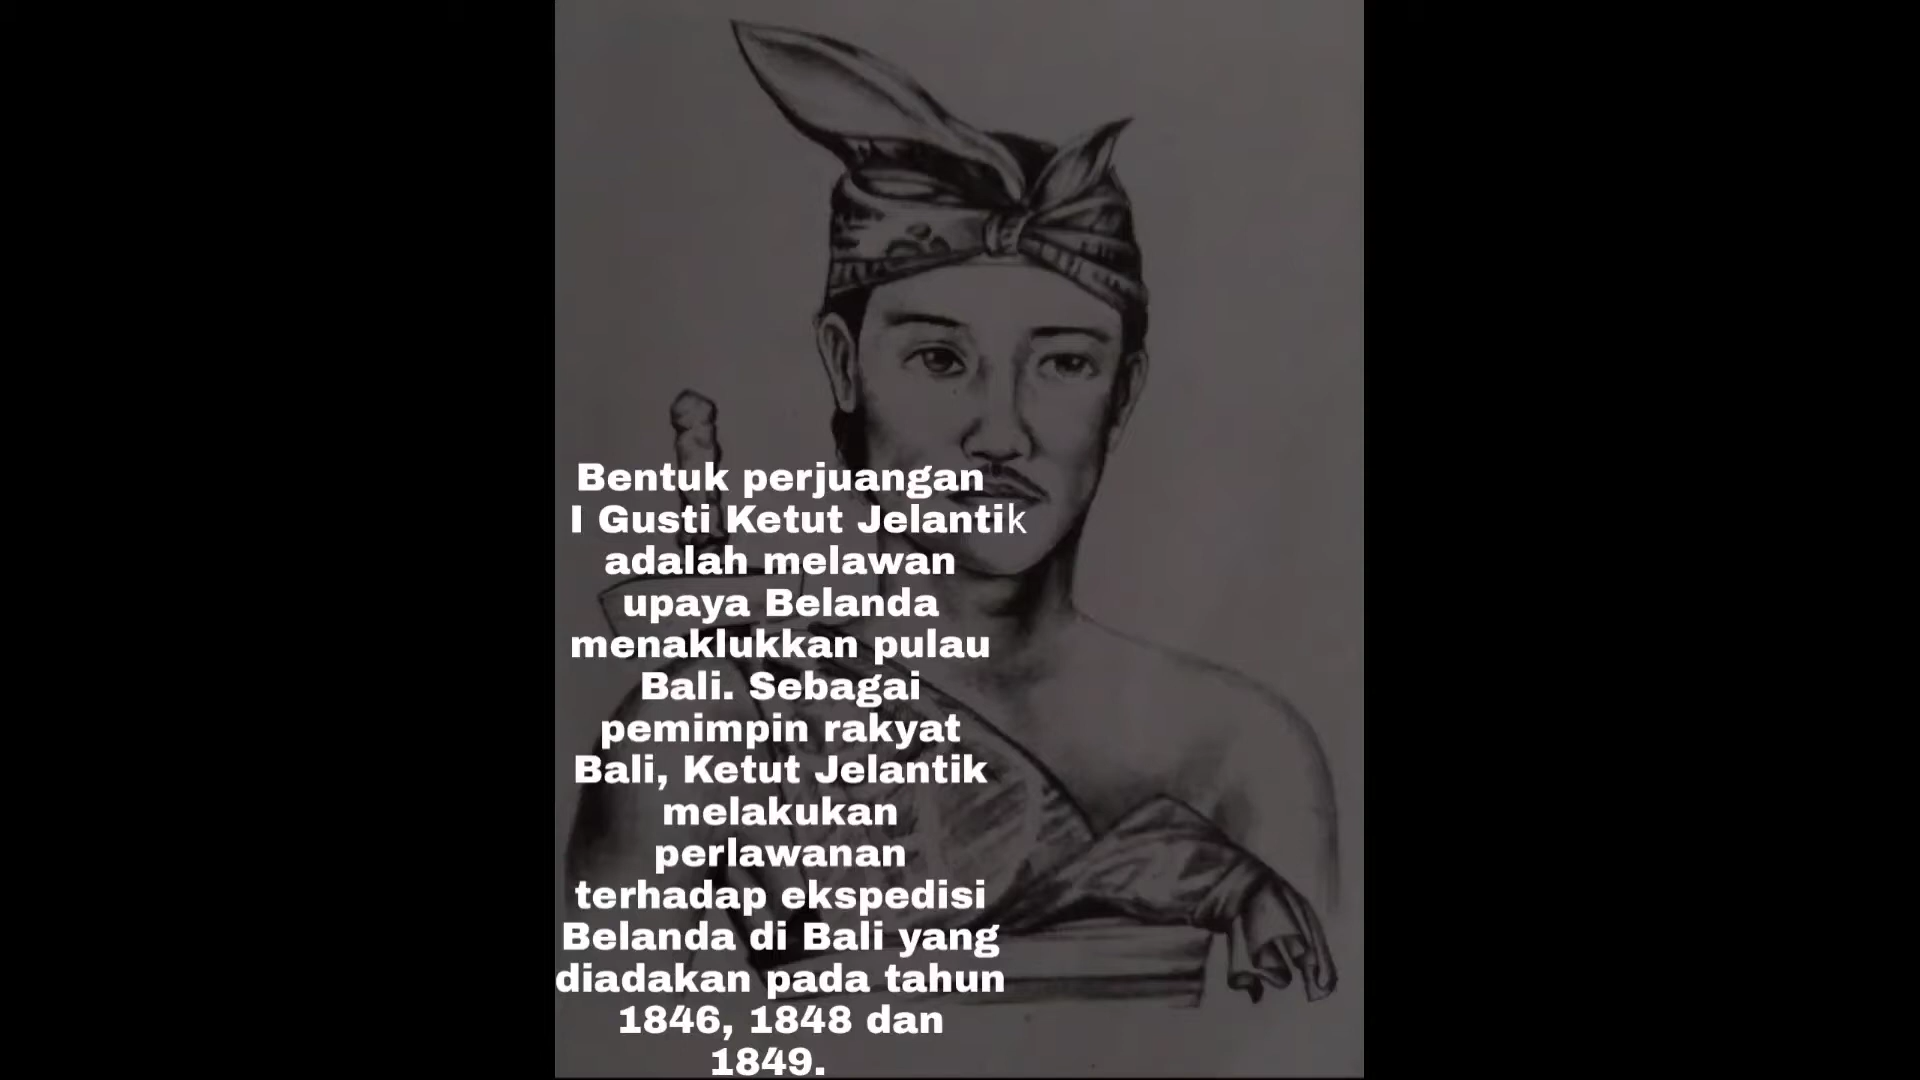 Bentuk perjuangan
I Gusti Ketut Jelantik
adalah melawan
upaya Belanda
menaklukkan pulau
Bali. Sebagai
pemimpin rakyat
Bali, Ketut Jelantik
melakukan
perlawanan
terhadap ekspedisi
Belanda di Bali yang
diadakan pada tahun
1846, 1848 dan
1849.